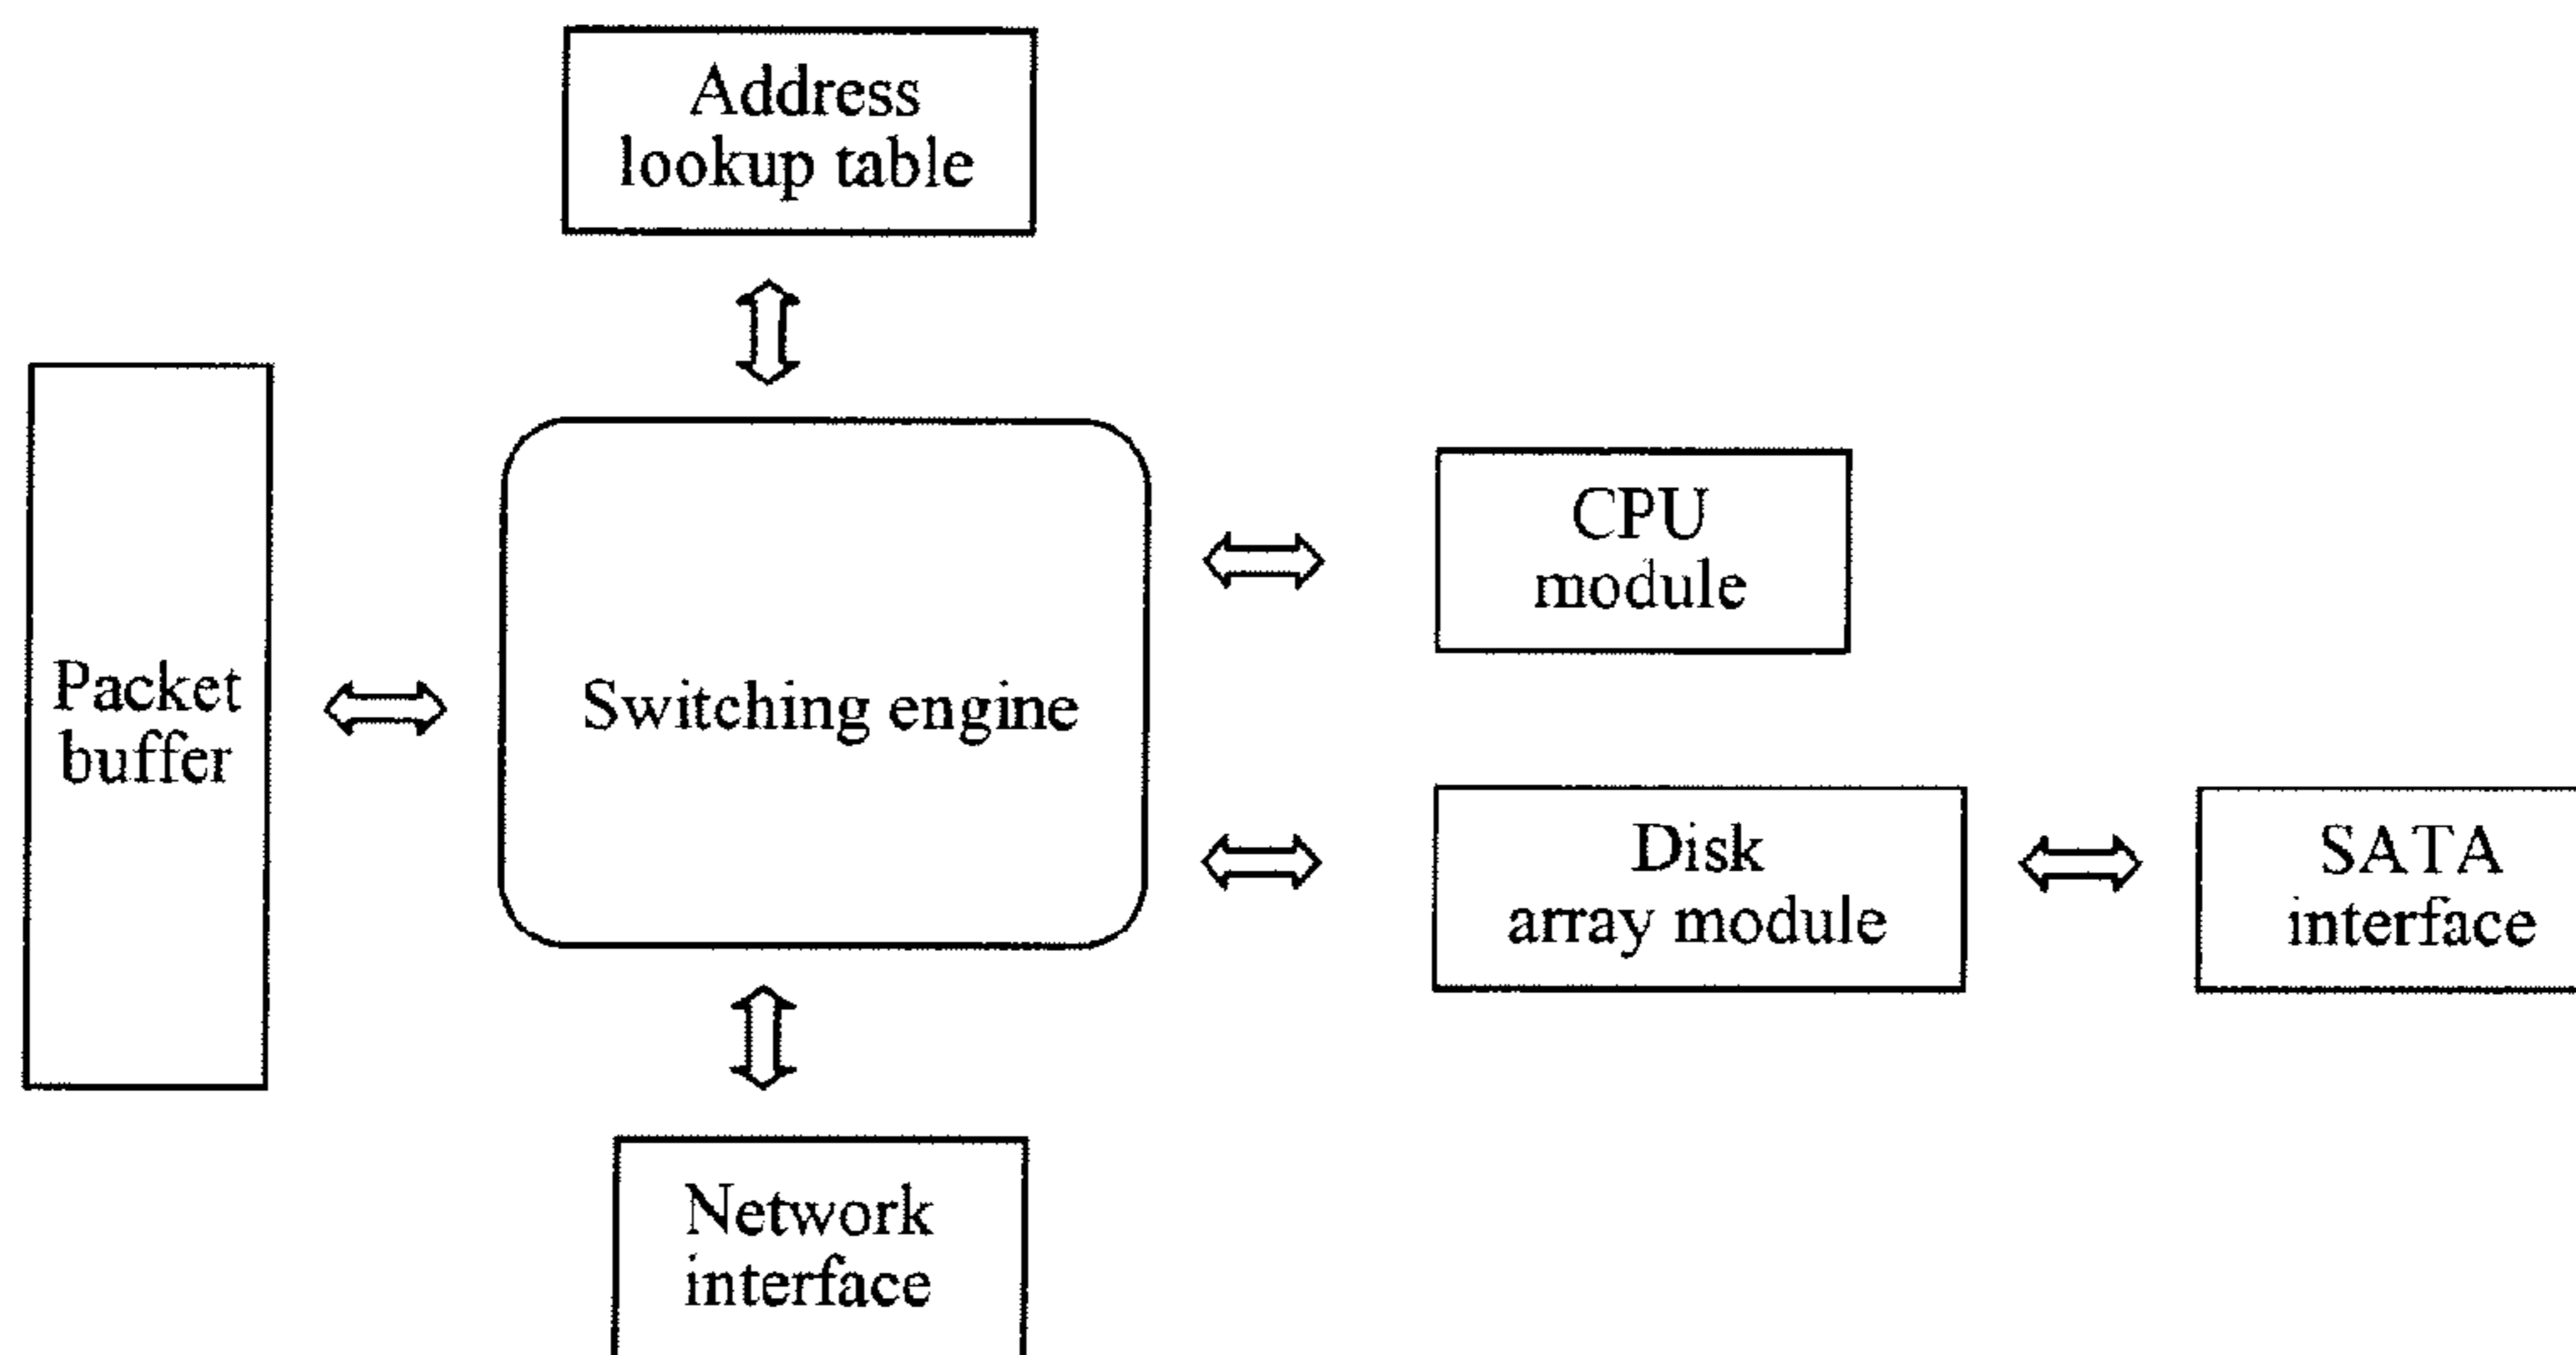 Address
lookup table
CPU
module
Packet
buffer
Switching engine
Disk
array module
SATA
interface
Network
interface